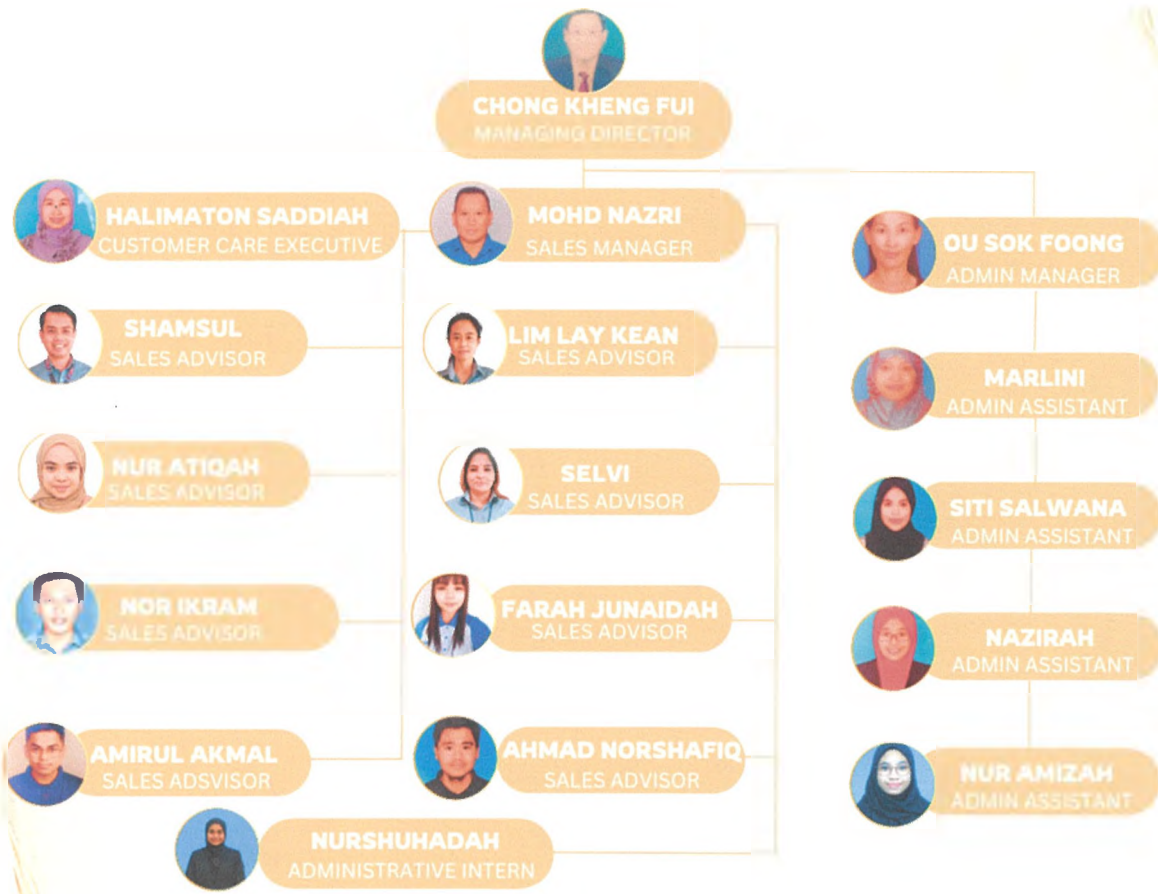 CHONG KHENG FUI
MANAGING DIRECTOR
HALIMATON SADDIAH
CUSTOMER CARE EXECUTIVE
MOHD NAZRI
SALES MANAGER
OU SOK FOONG
ADMIN MANAGER
SHAMSUL
SALES ADVISOR
LIM LAY KEAN
SALES ADVISOR
MARLINI
ADMIN ASSISTANT
NUR ATIQAH
SALES ADVISOR
SELVI
SALES ADVISOR
SITI SALWANA
ADMIN ASSISTANT
NOR IKRAM
SALES ADVISOR
FARAH JUNAIDAH
SALES ADVISOR
NAZIRAH
ADMIN ASSISTANT
AMIRUL AKMAL
SALES ADSVISOR
AHMAD NORSHAFIQ
SALES ADVISOR
NUR AMIZAH
ADMIN ASSISTANT
NURSHUHADAH
ADMINISTRATIVE INTERN